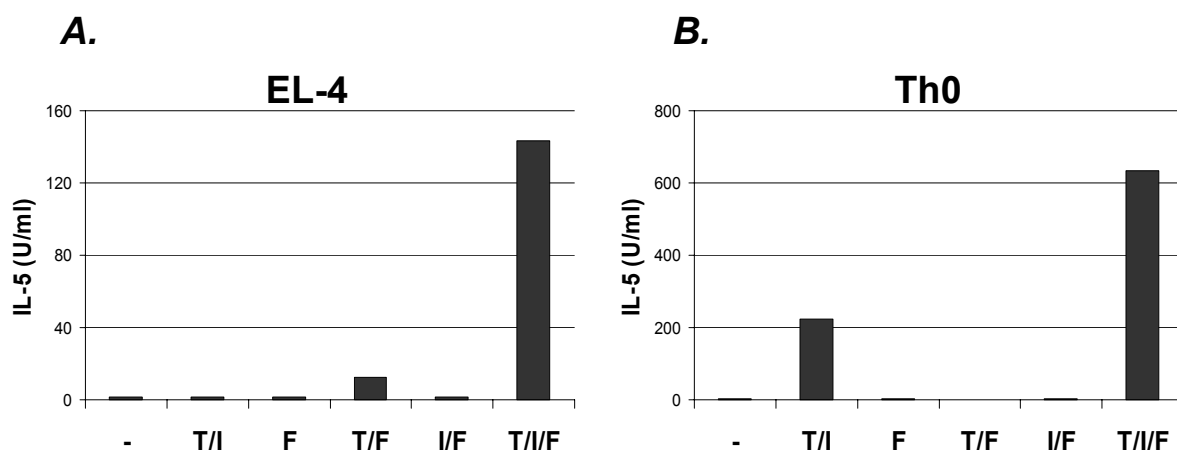 A.
EL-4
IL-5 (U/ml)
160
120
80
40
0
- T/I F T/F I/F T/I/F
B.
Th0
IL-5 (U/ml)
800
600
400
200
0
- T/I F T/F I/F T/I/F